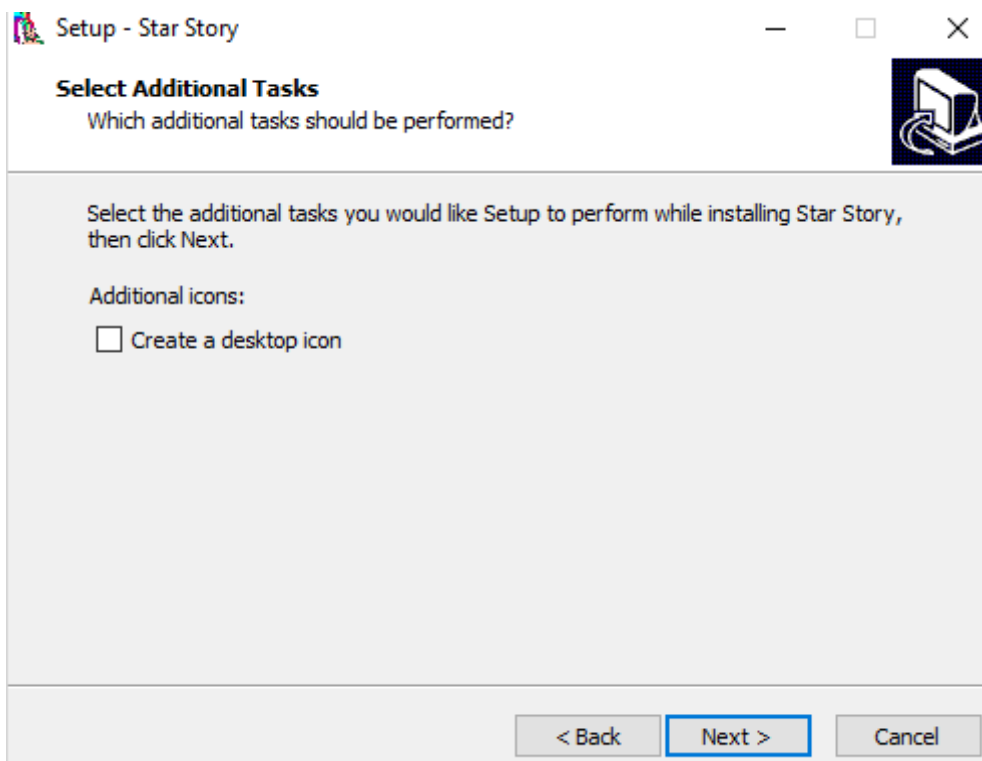 Setup - Star Story
Select Additional Tasks
Which additional tasks should be performed?
Select the additional tasks you would like Setup to perform while installing Star Story,
then click Next.
Additional icons:
Create a desktop icon
< Back
Next >
Cancel